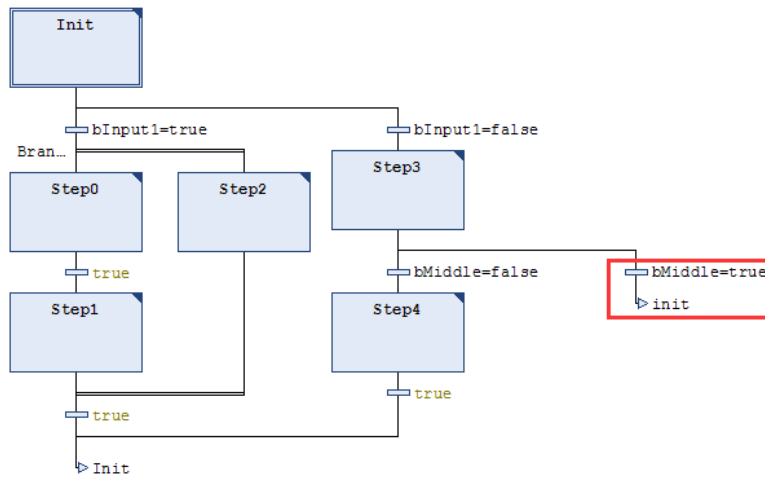 Init
bInput1=true
bInput1=false
Bran...
Step0
Step2
Step3
true
bMiddle=false
bMiddle=true
Step1
Step4
init
true
true
Init